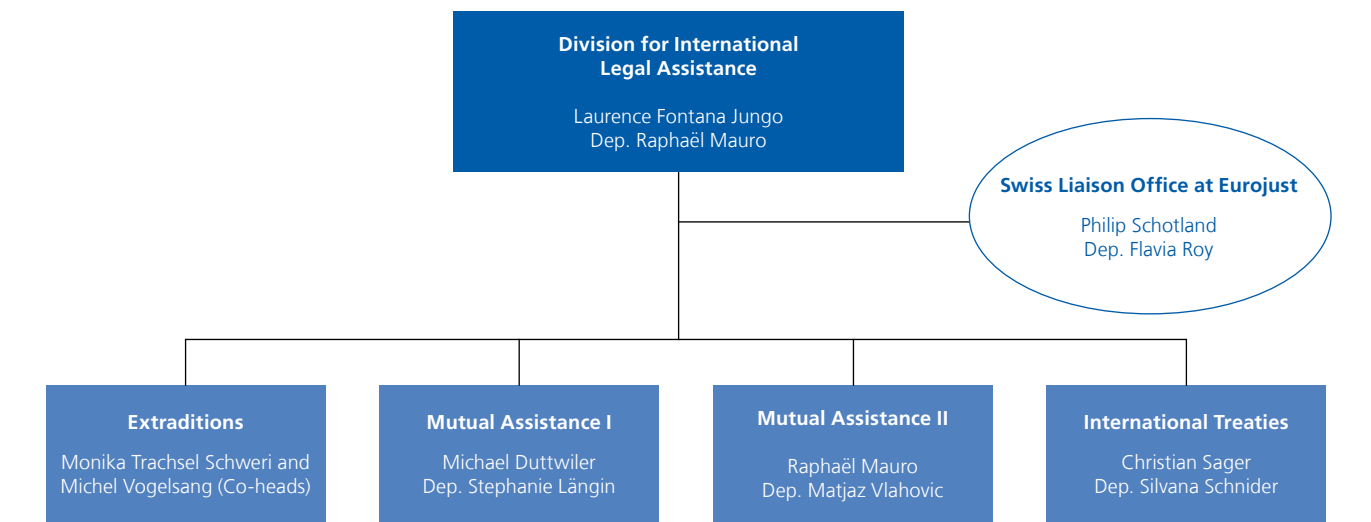 Division for International
Legal Assistance
Laurence Fontana Jungo
Dep. Raphaël Mauro
Swiss Liaison Office at Eurojust
Philip Schotland
Dep. Flavia Roy
Extraditions
Monika Trachsel Schweri and
Michel Vogelsang (Co-heads)
Mutual Assistance I
Michael Duttwiler
Dep. Stephanie Längin
Mutual Assistance II
Raphaël Mauro
Dep. Matjaz Vlahovic
International Treaties
Christian Sager
Dep. Silvana Schnider